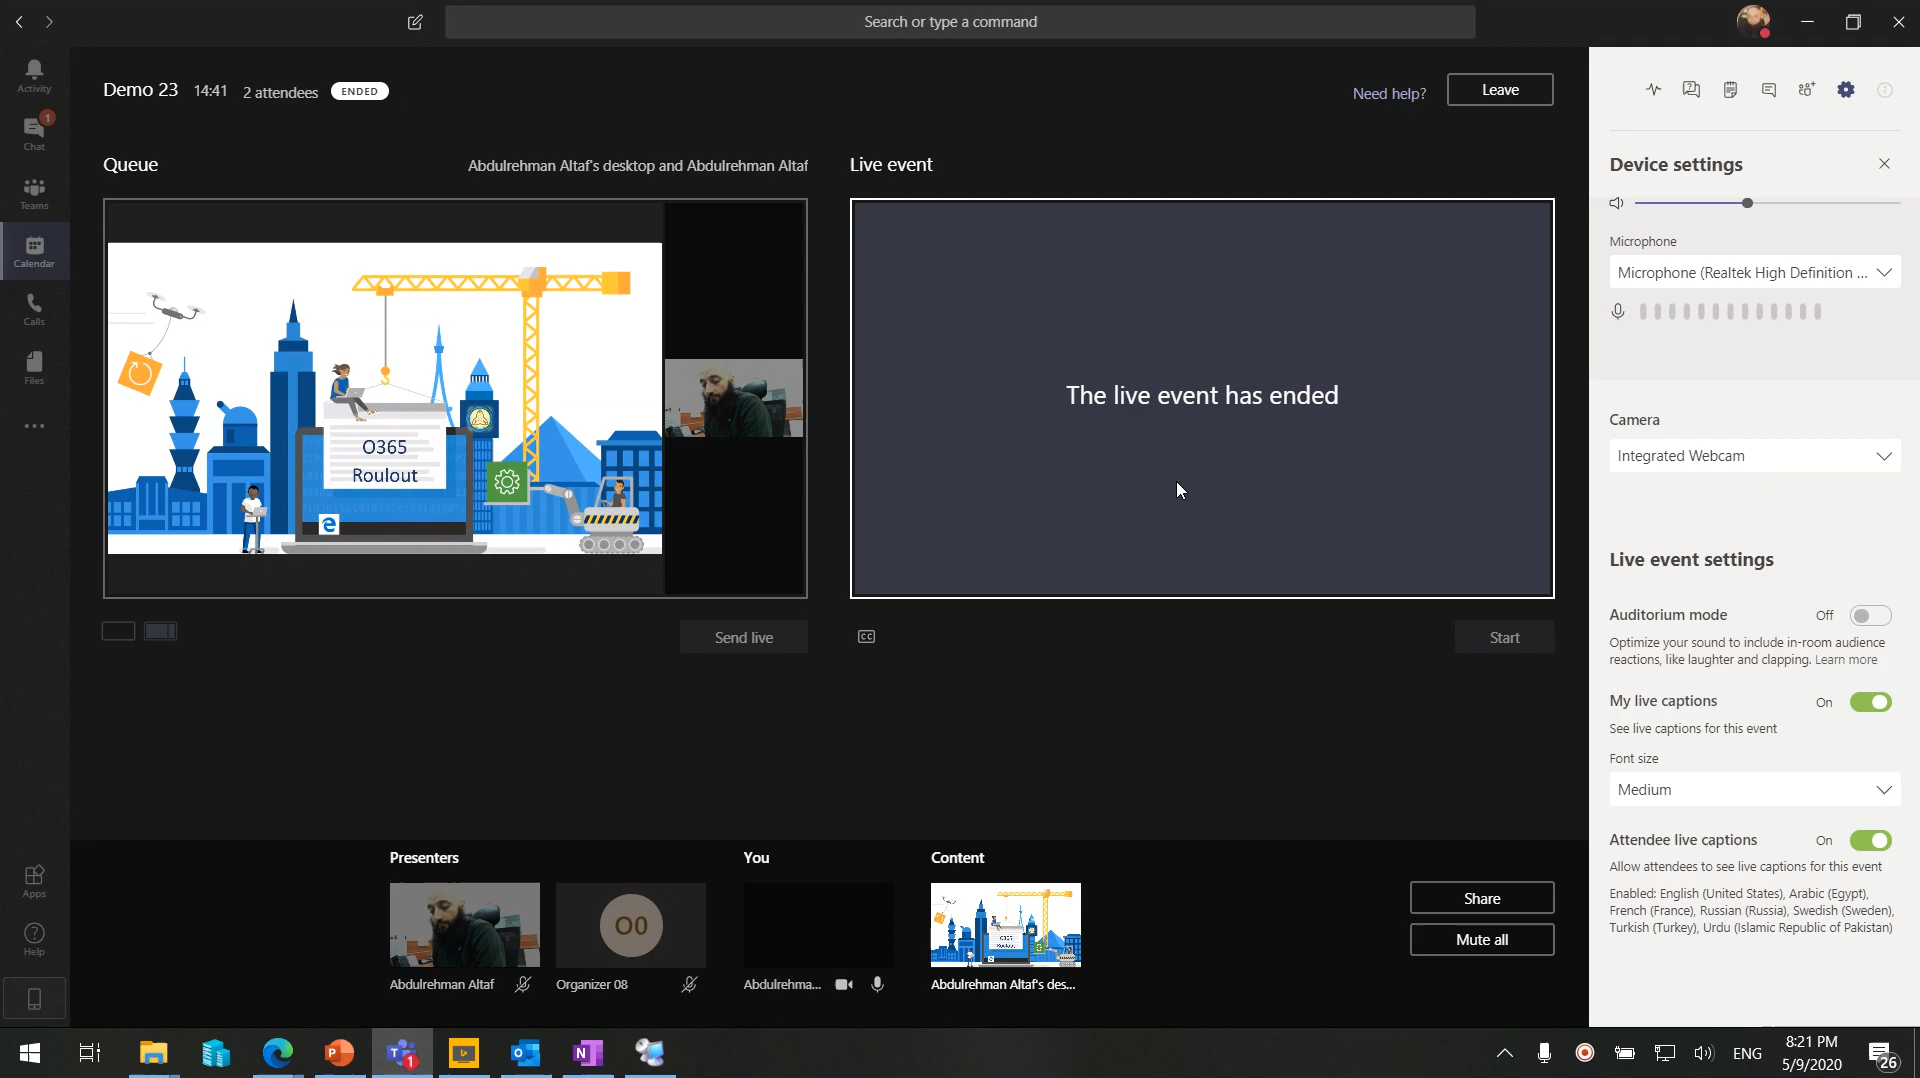 Search or type a command
Activity
Chat
1
Teams
Calendar
Calls
Files
Apps
Help
Demo 23 14:41 2 attendees ENDED
Need help?
Leave
Queue
Abdulrehman Altaf's desktop and Abdulrehman Altaf
Live event
O365
Roulout
The live event has ended
Send live
CC
Start
Presenters
You
Content
O0
Abdulrehman Altaf
Organizer 08
Abdulrehma...
Abdulrehman Altaf's des...
Share
Mute all
Device settings
Microphone
Microphone (Realtek High Definition ...
Camera
Integrated Webcam
Live event settings
Auditorium mode Off
Optimize your sound to include in-room audience
reactions, like laughter and clapping. Learn more
My live captions On
See live captions for this event
Font size
Medium
Attendee live captions On
Allow attendees to see live captions for this event
Enabled: English (United States), Arabic (Egypt),
French (France), Russian (Russia), Swedish (Sweden),
Turkish (Turkey), Urdu (Islamic Republic of Pakistan)
1
ENG
8:21 PM
5/9/2020
26